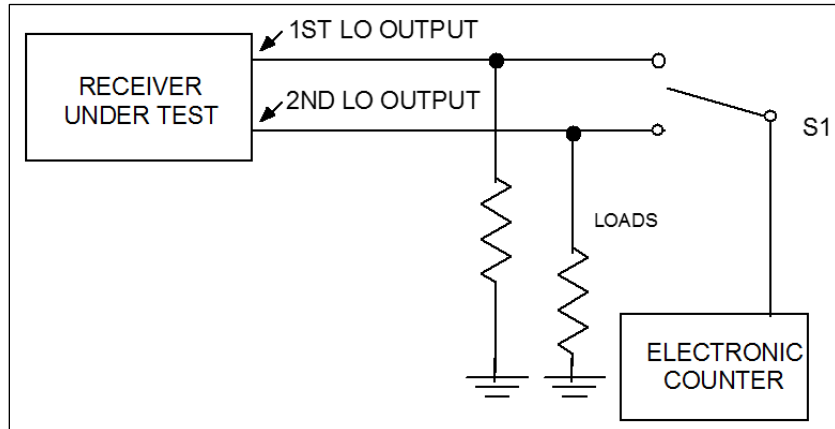 1ST LO OUTPUT
RECEIVER
UNDER TEST
2ND LO OUTPUT
S1
LOADS
ELECTRONIC
COUNTER